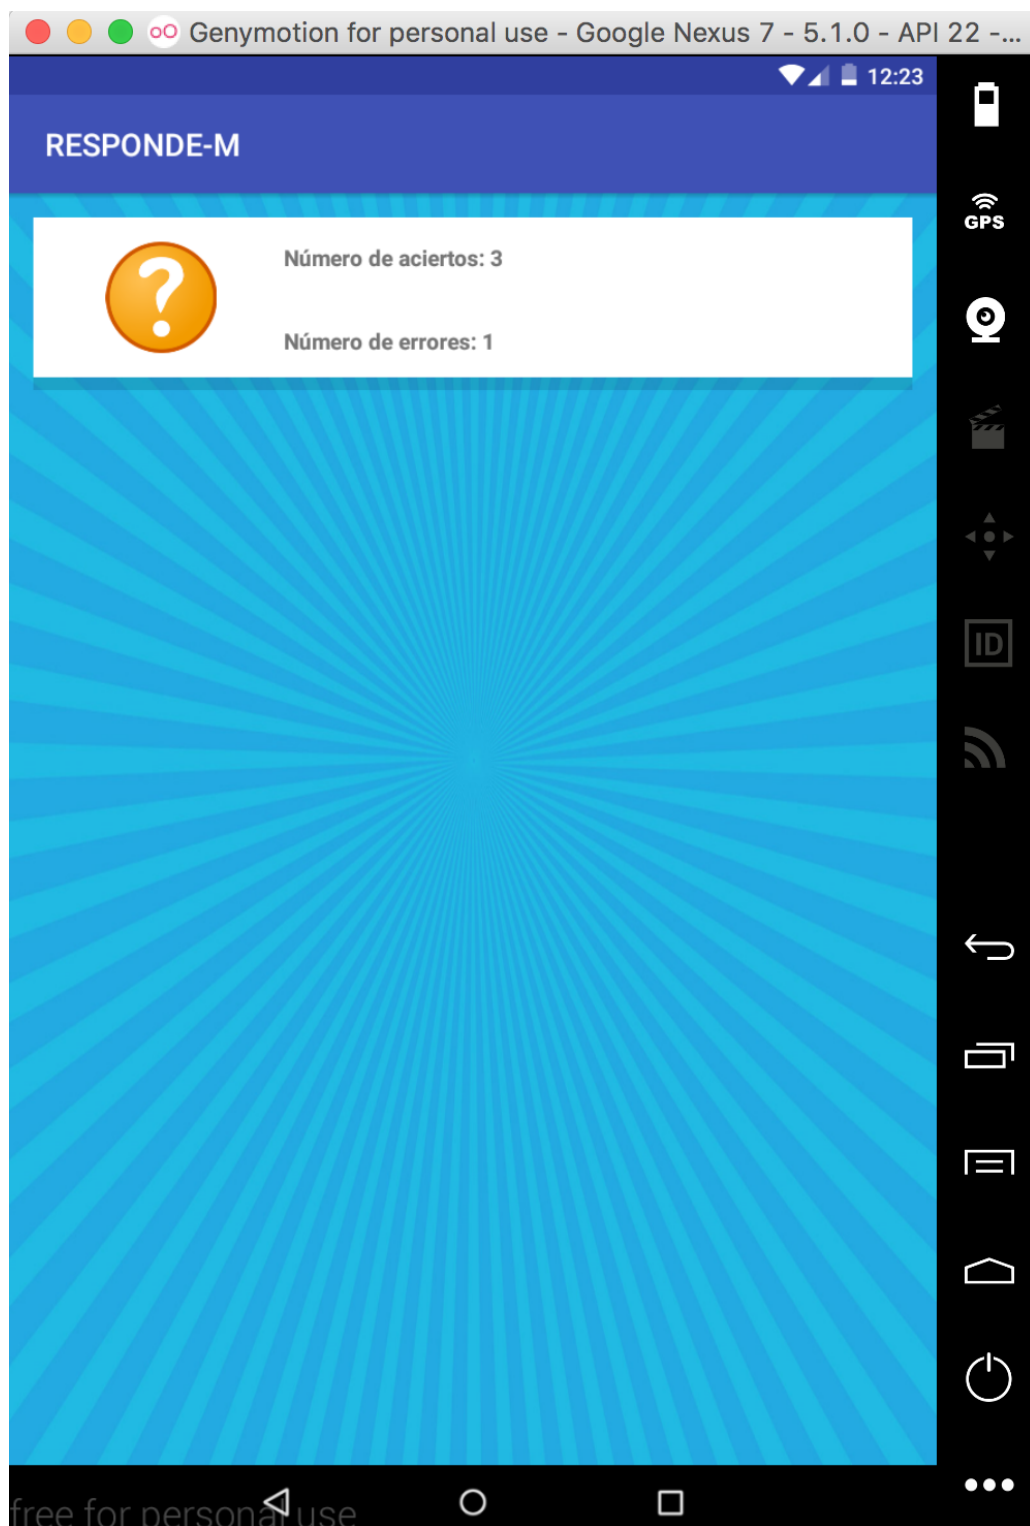 Genymotion for personal use - Google Nexus 7 - 5.1.0 - API 22 -...
12:23
RESPONDE-M
GPS
Número de aciertos: 3
Número de errores: 1
ID
free for personal use